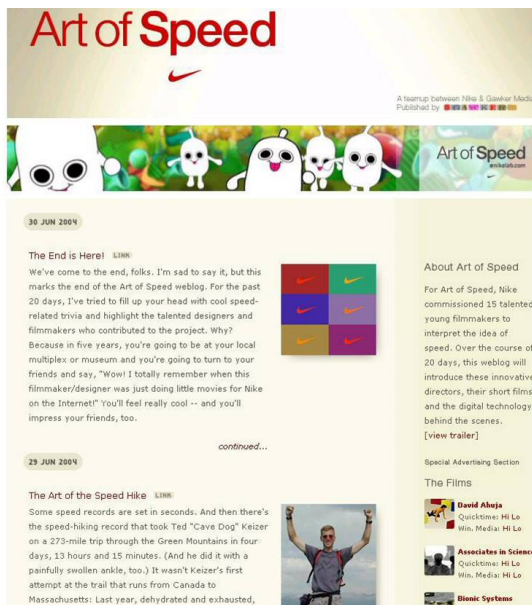 Art of Speed
A teamup between Nike & Gawker Media
Published by GAWKER
Art of Speed
nikelab.com
30 JUN 2004
The End is Here! LINK
We've come to the end, folks. I'm sad to say it, but this
marks the end of the Art of Speed weblog. For the past
20 days, I've tried to fill up your head with cool speed-
related trivia and highlight the talented designers and
filmmakers who contributed to the project. Why?
Because in five years, you're going to be at your local
multiplex or museum and you're going to turn to your
friends and say, "Wow! I totally remember when this
filmmaker/designer was just doing little movies for Nike
on the Internet!" You'll feel really cool -- and you'll
impress your friends, too.
continued...
29 JUN 2004
The Art of the Speed Hike LINK
Some speed records are set in seconds. And then there's
the speed-hiking record that took Ted "Cave Dog" Keizer
on a 273-mile trip through the Green Mountains in four
days, 13 hours and 15 minutes. (And he did it with a
painfully swollen ankle, too.) It wasn't Keizer's first
attempt at the trail that runs from Canada to
Massachusetts: Last year, dehydrated and exhausted,
About Art of Speed
For Art of Speed, Nike
commissioned 15 talented
young filmmakers to
interpret the idea of
speed. Over the course of
20 days, this weblog will
introduce these innovative
directors, their short films
and the digital technology
behind the scenes.
[view trailer]
Special Advertising Section
The Films
David Ahuja
Quicktime: Hi Lo
Win. Media: Hi Lo
Associates in Science
Quicktime: Hi Lo
Win. Media: Hi Lo
Bionic Systems